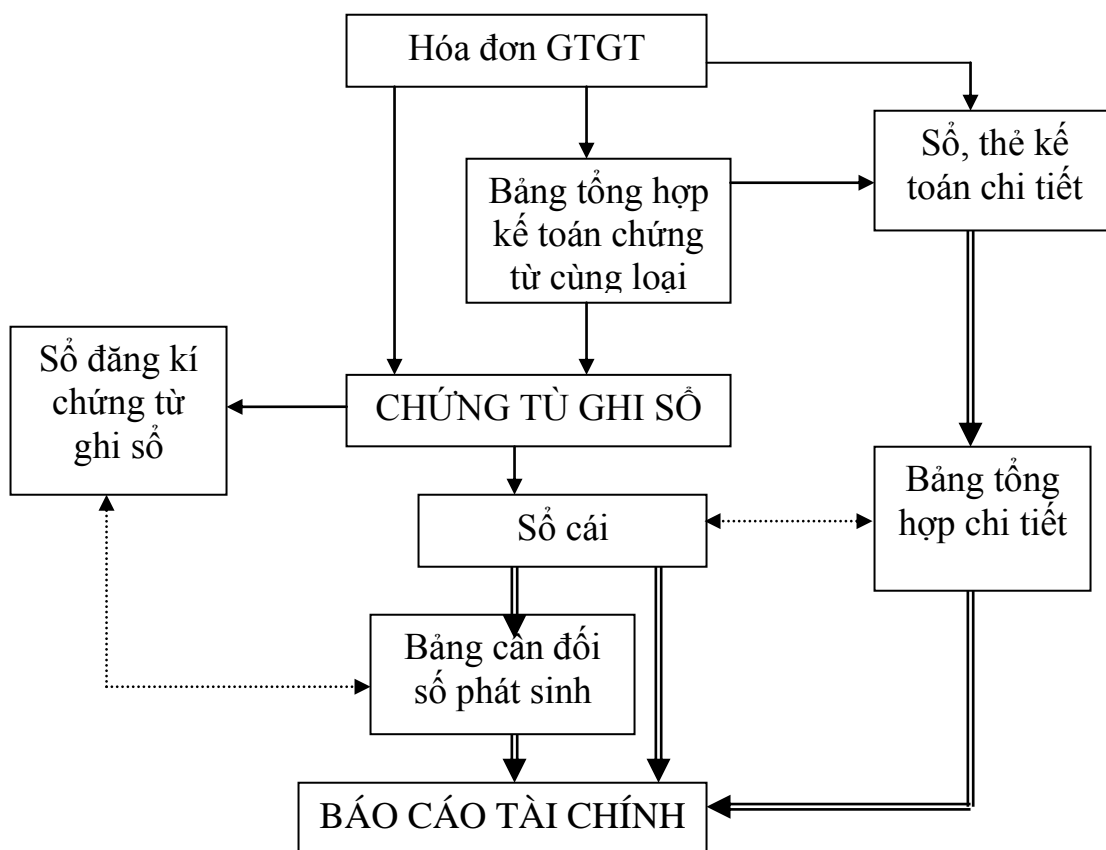 Hóa đơn GTGT
Sổ, thẻ kế
toán chi tiết
Bảng tổng hợp
kế toán chứng
từ cùng loại
Sổ đăng kí
chứng từ
ghi sổ
CHỨNG TÙ GHI SỔ
Bảng tổng
hợp chi tiết
Sổ cái
Bảng cân đối
số phát sinh
BÁO CÁO TÀI CHÍNH